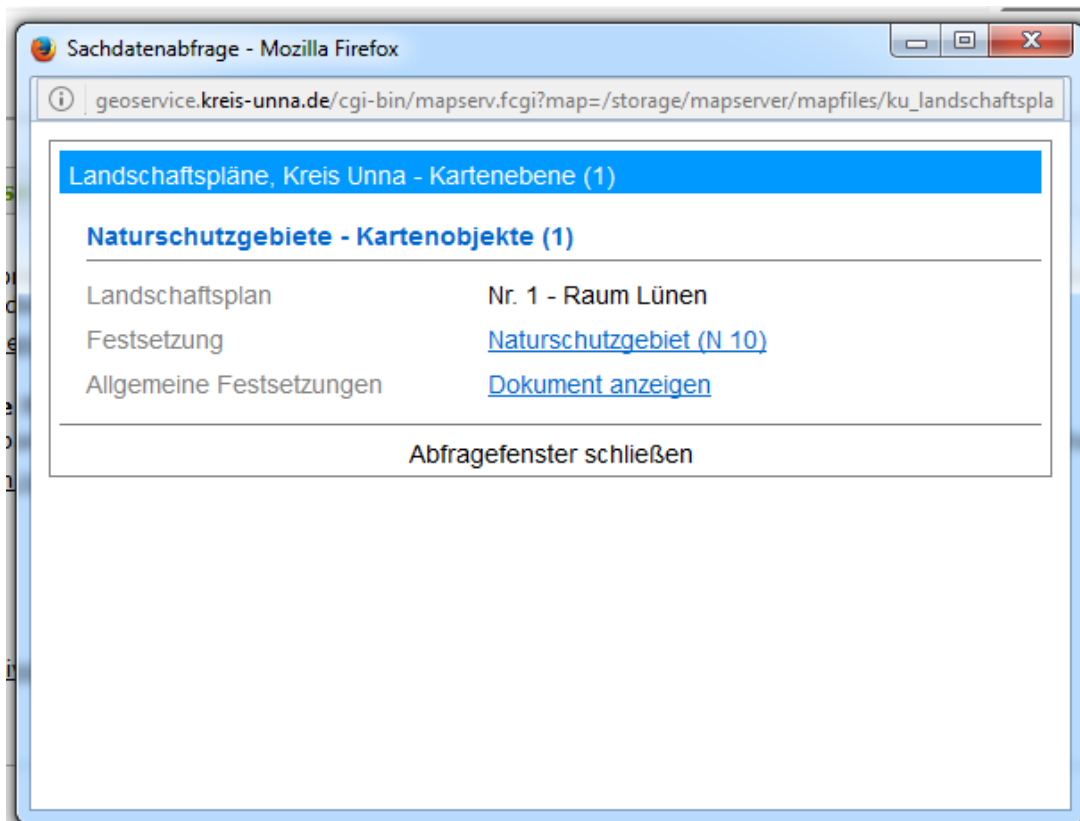 Sachdatenabfrage - Mozilla Firefox
geoservice.kreis-unna.de/cgi-bin/mapserv.fcgi?map=/storage/mapserver/mapfiles/ku_landschaftspla
Landschaftspläne, Kreis Unna - Kartenebene (1)
Naturschutzgebiete - Kartenobjekte (1)
Landschaftsplan Nr. 1 - Raum Lünen
Festsetzung Naturschutzgebiet (N 10)
Allgemeine Festsetzungen Dokument anzeigen
Abfragefenster schließen